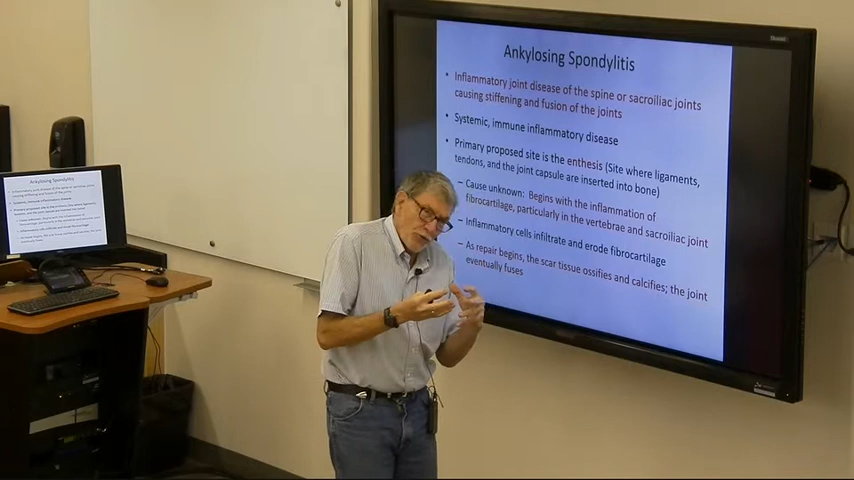 Ankylosing Spondylitis
• Inflammatory joint disease of the spine or sacroiliac joints
causing stiffening and fusion of the joints
• Systemic, immune inflammatory disease
• Primary proposed site is the enthesis (Site where ligaments,
tendons, and the joint capsule are inserted into bone)
– Cause unknown: Begins with the inflammation of
fibrocartilage, particularly in the vertebrae and sacroiliac joint
– Inflammatory cells infiltrate and erode fibrocartilage
– As repair begins, the scar tissue ossifies and calcifies; the joint
eventually fuses
Ankylosing Spondylitis